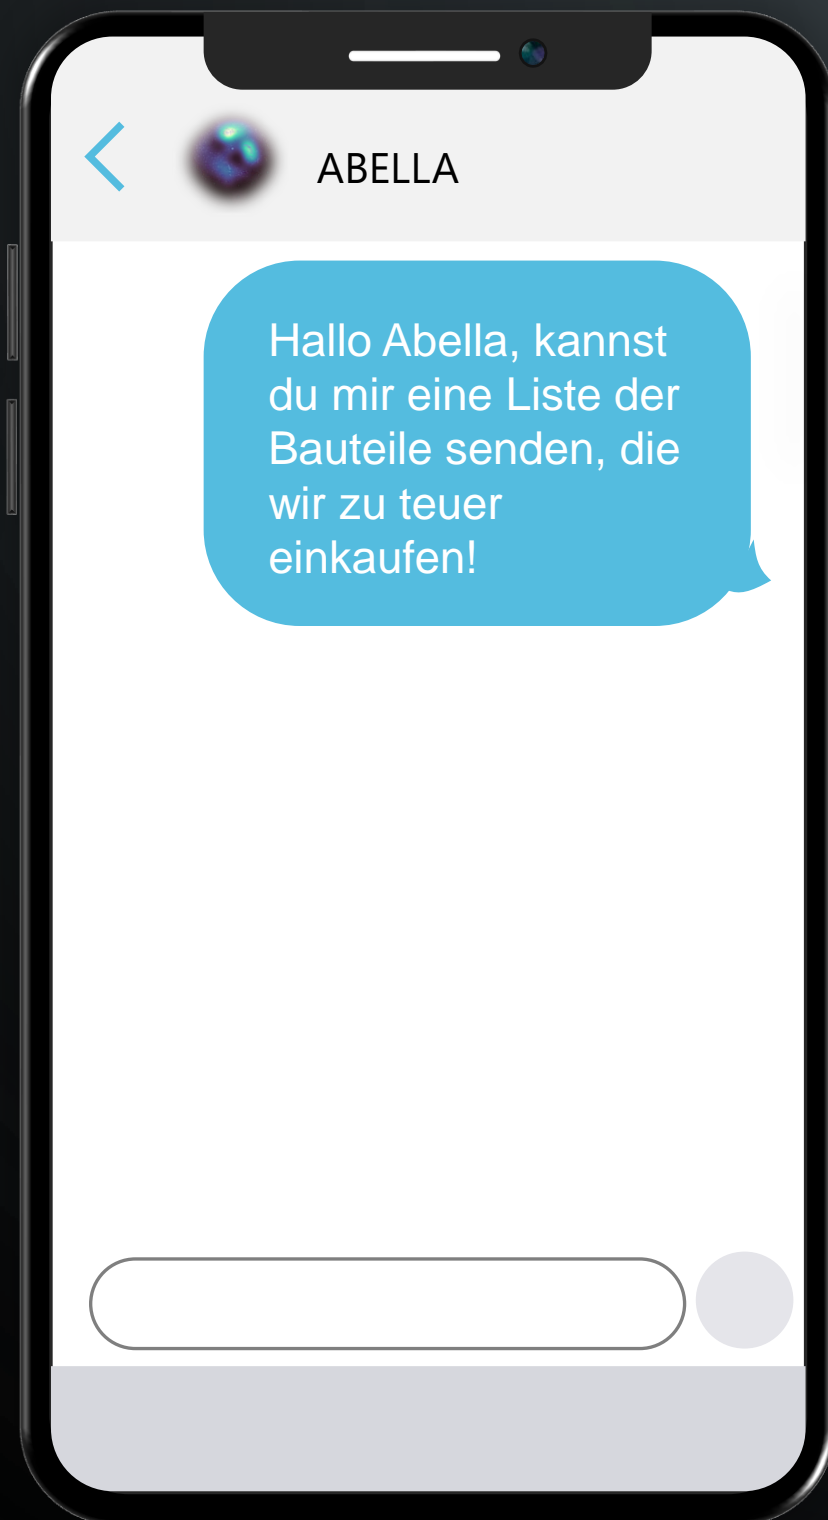 ABELLA
Hallo Abella, kannst
du mir eine Liste der
Bauteile senden, die
wir zu teuer
einkaufen!